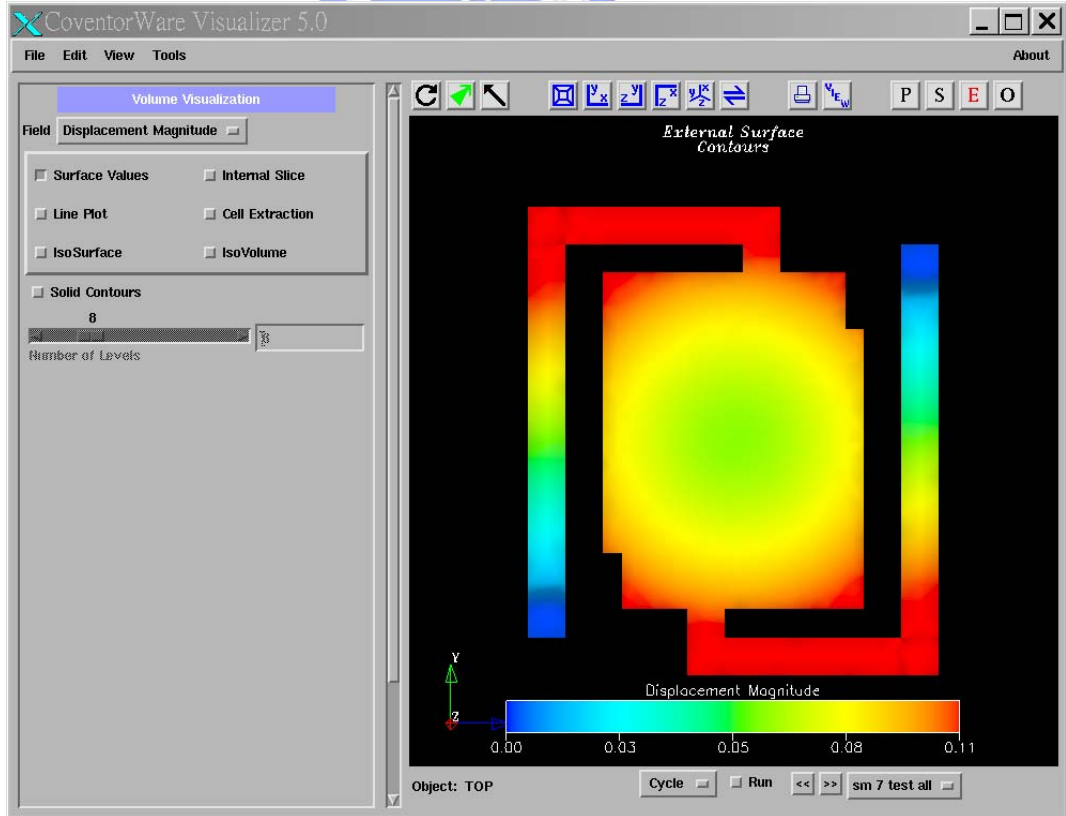 CoventorWare Visualizer 5.0
File Edit View Tools About
Volume Visualization
Field Displacement Magnitude
Surface Values Internal Slice
Line Plot Cell Extraction
IsoSurface IsoVolume
Solid Contours
8
8
Number of Levels
Y X Z Y Z X Y X Z VIEW P S E O
External Surface
Contours
Y
Z
Displacement Magnitude
0.00 0.03 0.05 0.08 0.11
Object: TOP Cycle Run << >> sm 7 test all